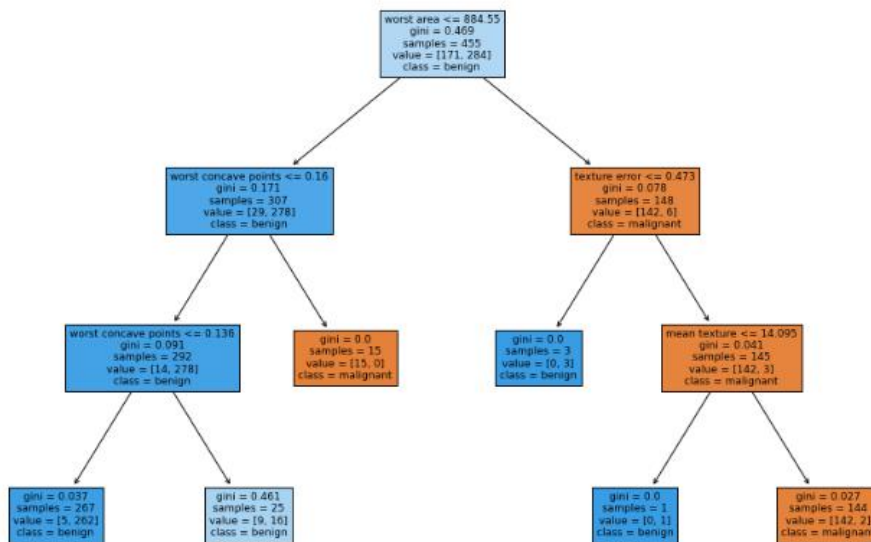 worst area <= 884.55
gini = 0.469
samples = 455
value = [171, 284]
class = benign
worst concave points <= 0.16
gini = 0.171
samples = 307
value = [29, 278]
class = benign
texture error <= 0.473
gini = 0.078
samples = 148
value = [142, 6]
class = malignant
worst concave points <= 0.136
gini = 0.091
samples = 292
value = [14, 278]
class = benign
gini = 0.0
samples = 15
value = [15, 0]
class = malignant
gini = 0.0
samples = 3
value = [0, 3]
class = benign
mean texture <= 14.095
gini = 0.041
samples = 145
value = [142, 3]
class = malignant
gini = 0.037
samples = 267
value = [5, 262]
class = benign
gini = 0.461
samples = 25
value = [9, 16]
class = benign
gini = 0.0
samples = 1
value = [0, 1]
class = benign
gini = 0.027
samples = 144
value = [142, 2]
class = malignant